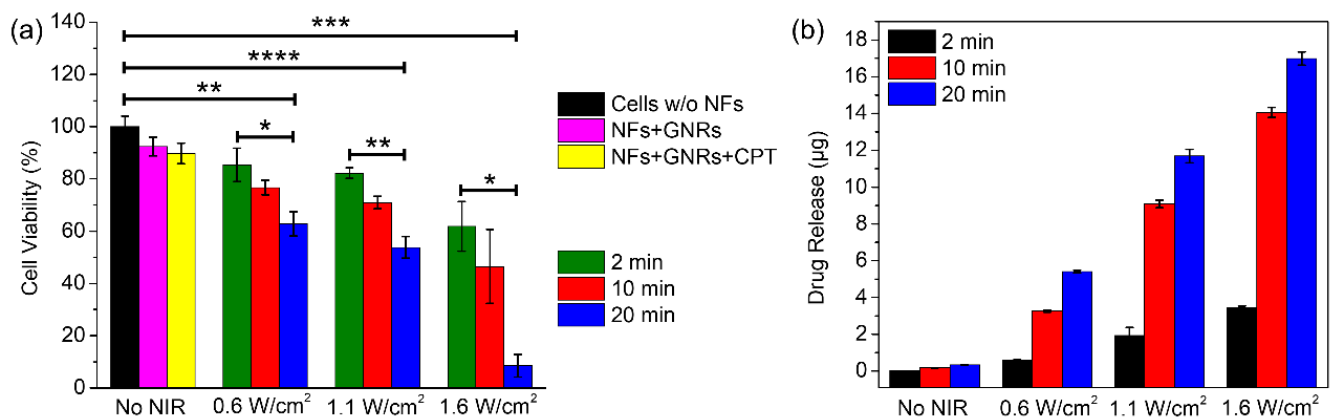 (a)
Cell Viability (%)
140
120
100
80
60
40
20
0
***
****
**
*
**
*
No NIR
0.6 W/cm²
1.1 W/cm²
1.6 W/cm²
Cells w/o NFs
NFs+GNRs
NFs+GNRs+CPT
2 min
10 min
20 min
(b)
Drug Release (µg)
18
16
14
12
10
8
6
4
2
0
2 min
10 min
20 min
No NIR
0.6 W/cm²
1.1 W/cm²
1.6 W/cm²